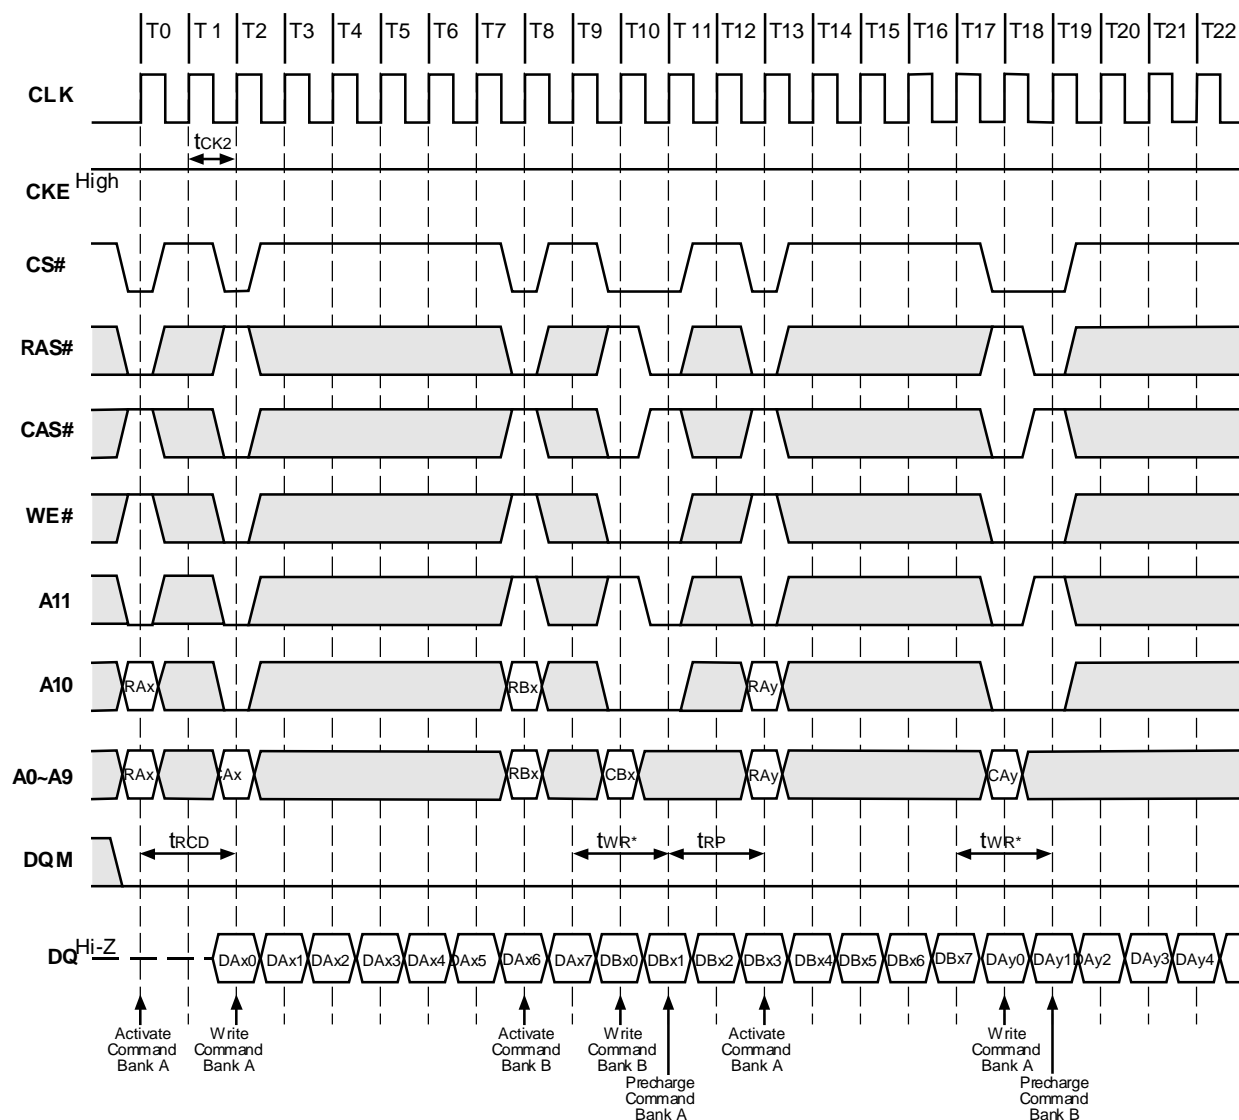 T0 T1 T2 T3 T4 T5 T6 T7 T8 T9 T10 T11 T12 T13 T14 T15 T16 T17 T18 T19 T20 T21 T22
CLK
tCK2
CKE High
CS#
RAS#
CAS#
WE#
A11
A10 RAx RBx RAy
A0~A9 RAx CAx RBx CBx RAy CAy
DQM tRCD tWR* tRP tWR*
DQ Hi-Z DAx0 DAx1 DAx2 DAx3 DAx4 DAx5 DAx6 DAx7 DBx0 DBx1 DBx2 DBx3 DBx4 DBx5 DBx6 DBx7 DAy0 DAy1 DAy2 DAy3 DAy4
Activate
Command
Bank A
Write
Command
Bank A
Activate
Command
Bank B
Write
Command
Bank B
Precharge
Command
Bank A
Activate
Command
Bank A
Write
Command
Bank A
Precharge
Command
Bank B